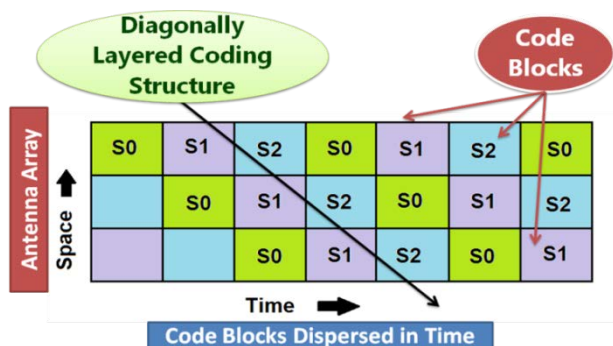 Diagonally
Layered Coding
Structure
Code
Blocks
Antenna Array
Space
S0 S1 S2 S0 S1 S2 S0
S0 S1 S2 S0 S1 S2
S0 S1 S2 S0 S1
Time
Code Blocks Dispersed in Time